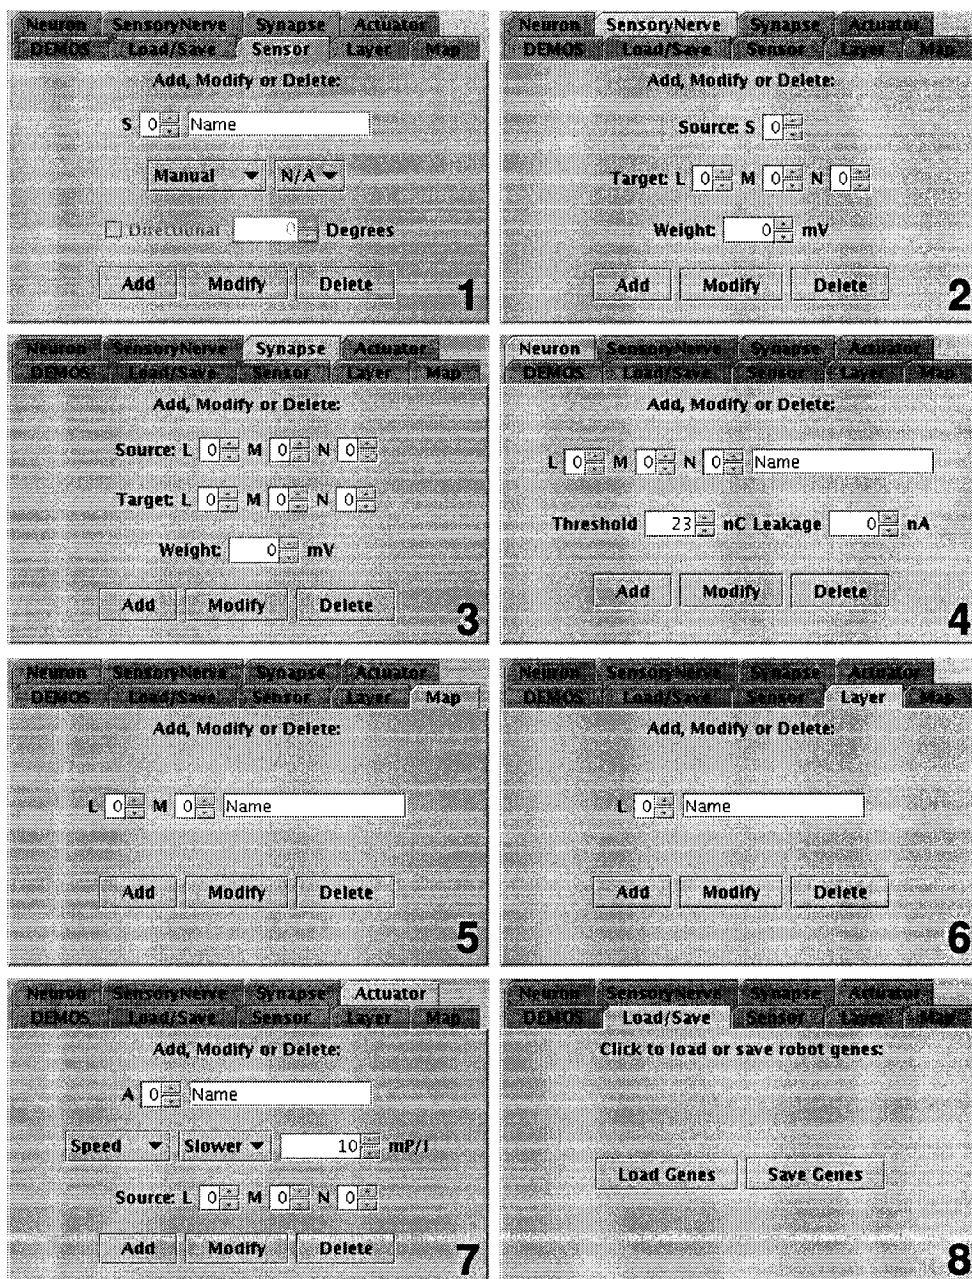 Neuron SensoryNerve Synapse Actuator
DEMOS Load/Save Sensor Layer Map
Add, Modify or Delete:
S 0 Name
Manual N/A
Directional 0 Degrees
Add Modify Delete
1
Neuron SensoryNerve Synapse Actuator
DEMOS Load/Save Sensor Layer Map
Add, Modify or Delete:
Source: S 0
Target: L 0 M 0 N 0
Weight: 0 mV
Add Modify Delete
2
Neuron SensoryNerve Synapse Actuator
DEMOS Load/Save Sensor Layer Map
Add, Modify or Delete:
Source: L 0 M 0 N 0
Target: L 0 M 0 N 0
Weight: 0 mV
Add Modify Delete
3
Neuron SensoryNerve Synapse Actuator
DEMOS Load/Save Sensor Layer Map
Add, Modify or Delete:
L 0 M 0 N 0 Name
Threshold 23 nC Leakage 0 nA
Add Modify Delete
4
Neuron SensoryNerve Synapse Actuator
DEMOS Load/Save Sensor Layer Map
Add, Modify or Delete:
L 0 M 0 Name
Add Modify Delete
5
Neuron SensoryNerve Synapse Actuator
DEMOS Load/Save Sensor Layer Map
Add, Modify or Delete:
L 0 Name
Add Modify Delete
6
Neuron SensoryNerve Synapse Actuator
DEMOS Load/Save Sensor Layer Map
Add, Modify or Delete:
A 0 Name
Speed Slower 10 mP/I
Source: L 0 M 0 N 0
Add Modify Delete
7
Neuron SensoryNerve Synapse Actuator
DEMOS Load/Save Sensor Layer Map
Click to load or save robot genes:
Load Genes Save Genes
8